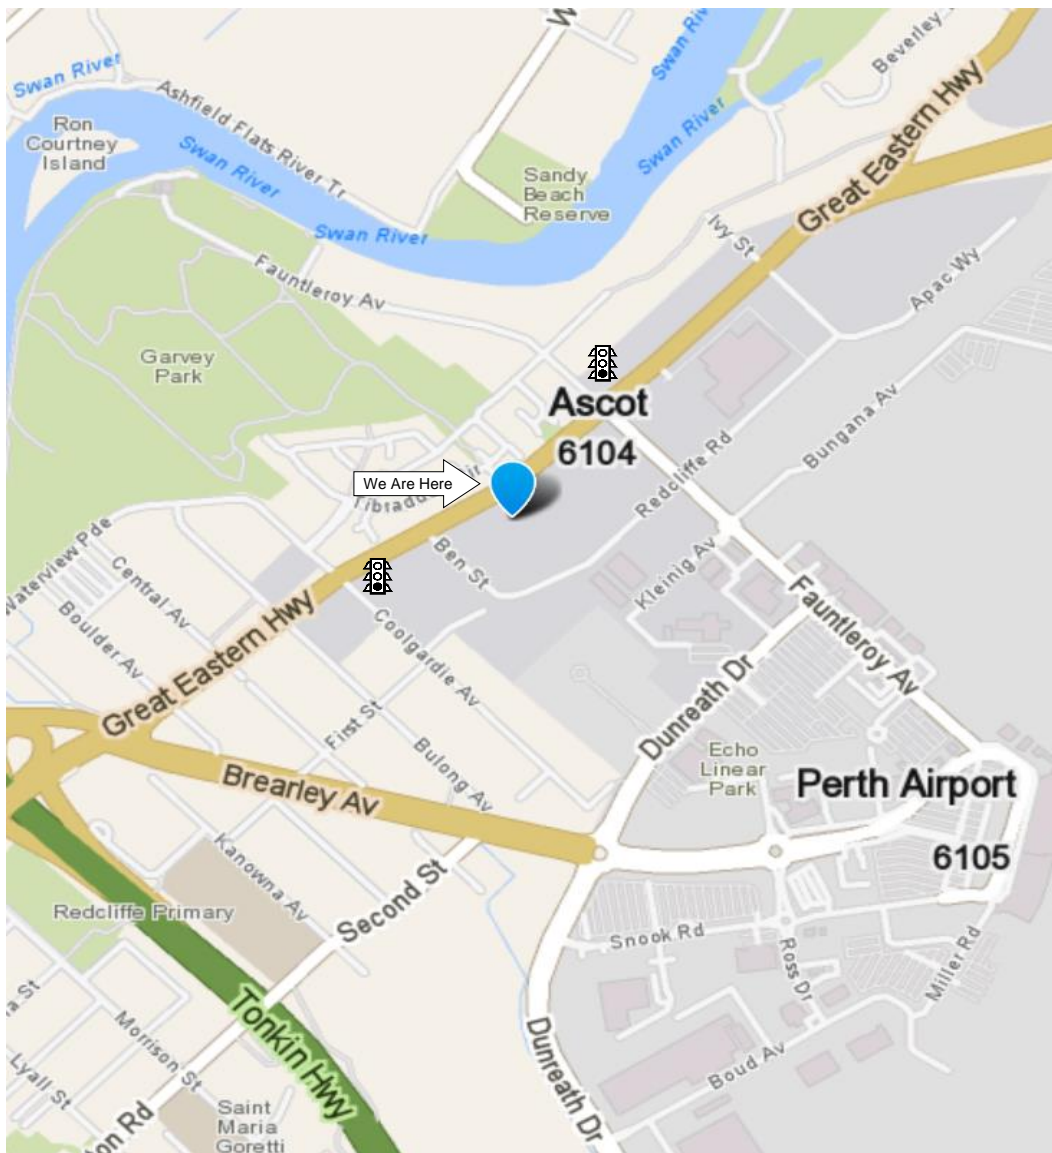 W
Swan River
Swan Riv
Beverley
Ashfield Flats River Tr
Ron
Courtney
Island
Swan River
Swan River
Great Eastern Hwy
Sandy
Beach
Reserve
Swan River
Ivy St
Fauntleroy Av
Apac Wy
Garvey
Park
Ascot
6104
Bungana Av
Redcliffe Rd
We Are Here
Waterview Pde
Ben St
Central Av
Kleinig Av
Boulder Av
Great Eastern Hwy
Coolgardie Av
Fauntleroy Av
First St
Dunreath Dr
Bulong Av
Echo
Linear
Park
Brearley Av
Perth Airport
6105
Kanowna Av
Redcliffe Primary
Second St
Snook Rd
Ross Dr
Miller Rd
a St
Tonkin Hwy
Morrison St
Lyall St
Dunreath Dr
Boud Av
on Rd
Saint
Maria
Goretti